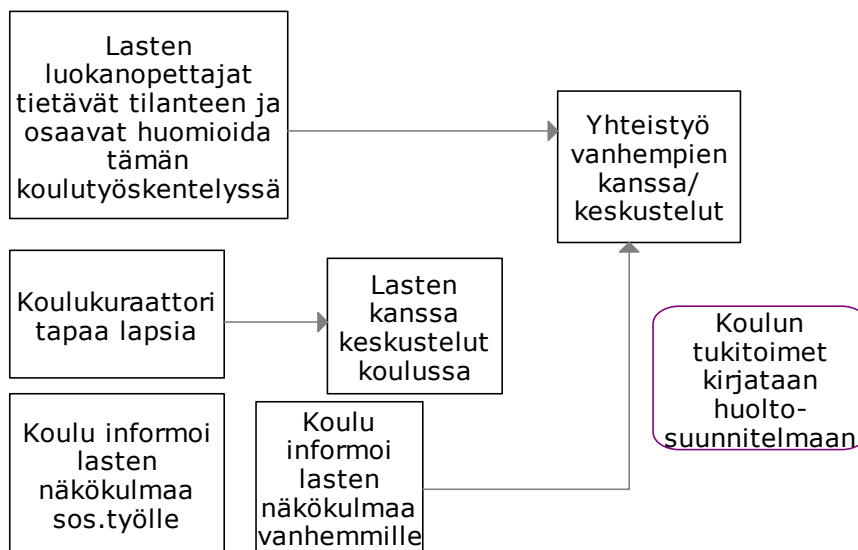 Lasten
luokanopettajat
tietävät tilanteen ja
osaavat huomioida
tämän
koulutyöskentelyssä
Yhteistyö
vanhempien
kanssa/
keskustelut
Koulukuraattori
tapaa lapsia
Lasten
kanssa
keskustelut
koulussa
Koulun
tukitoimet
kirjataan
huolto-
suunnitelmaan
Koulu informoi
lasten
näkökulmaa
sos.työlle
Koulu
informoi
lasten
näkökulmaa
vanhemmille